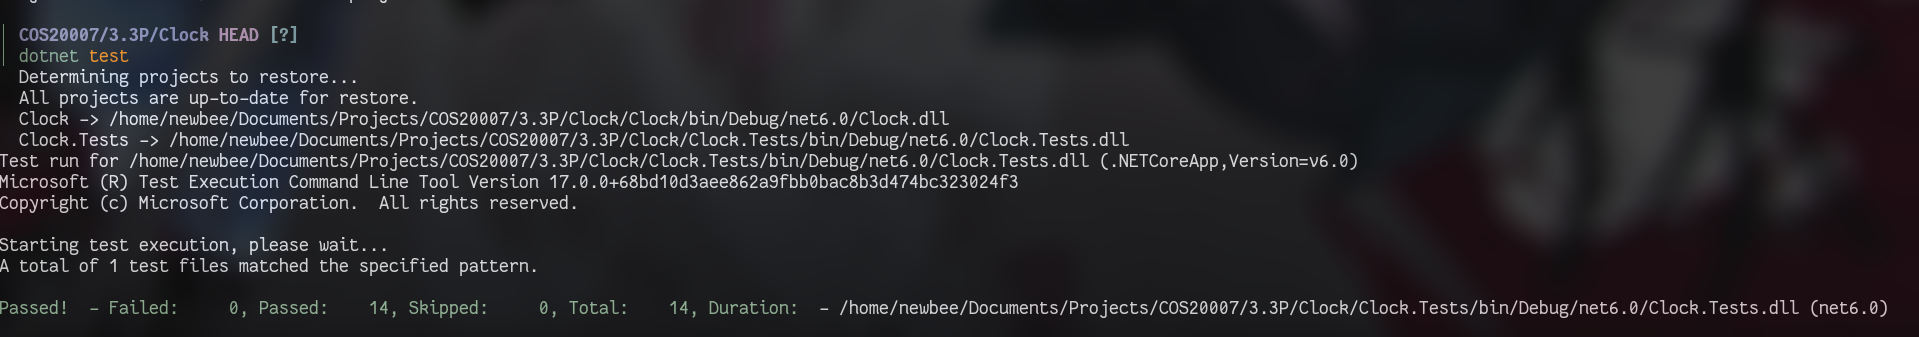 COS20007/3.3P/Clock HEAD [?]
dotnet test
Determining projects to restore...
All projects are up-to-date for restore.
Clock -> /home/newbee/Documents/Projects/COS20007/3.3P/Clock/Clock/bin/Debug/net6.0/Clock.dll
Clock.Tests -> /home/newbee/Documents/Projects/COS20007/3.3P/Clock/Clock.Tests/bin/Debug/net6.0/Clock.Tests.dll
Test run for /home/newbee/Documents/Projects/COS20007/3.3P/Clock/Clock.Tests/bin/Debug/net6.0/Clock.Tests.dll (.NETCoreApp,Version=v6.0)
Microsoft (R) Test Execution Command Line Tool Version 17.0.0+68bd10d3aee862a9fbb0bac8b3d474bc323024f3
Copyright (c) Microsoft Corporation.  All rights reserved.
Starting test execution, please wait...
A total of 1 test files matched the specified pattern.
Passed!  - Failed:     0, Passed:    14, Skipped:     0, Total:    14, Duration:  - /home/newbee/Documents/Projects/COS20007/3.3P/Clock/Clock.Tests/bin/Debug/net6.0/Clock.Tests.dll (net6.0)